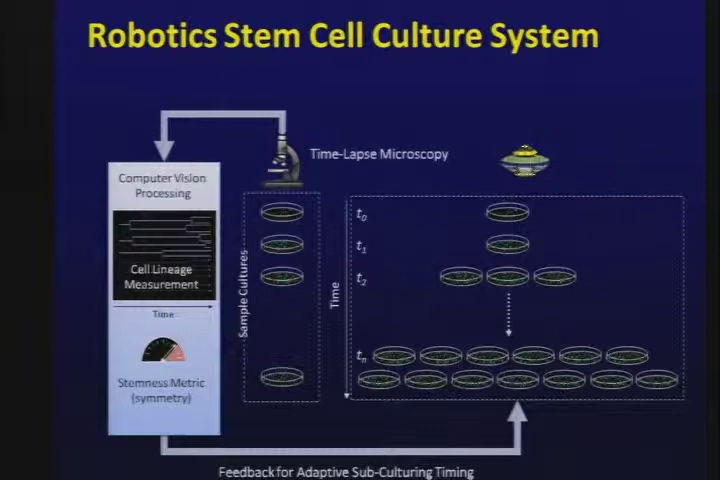 Robotics Stem Cell Culture System
Time-Lapse Microscopy
Computer Vision
Processing
Cell Lineage
Measurement
Time
Stemness Metric
(symmetry)
Sample Cultures
Time
t0
t1
t2
tn
Feedback for Adaptive Sub-Culturing Timing